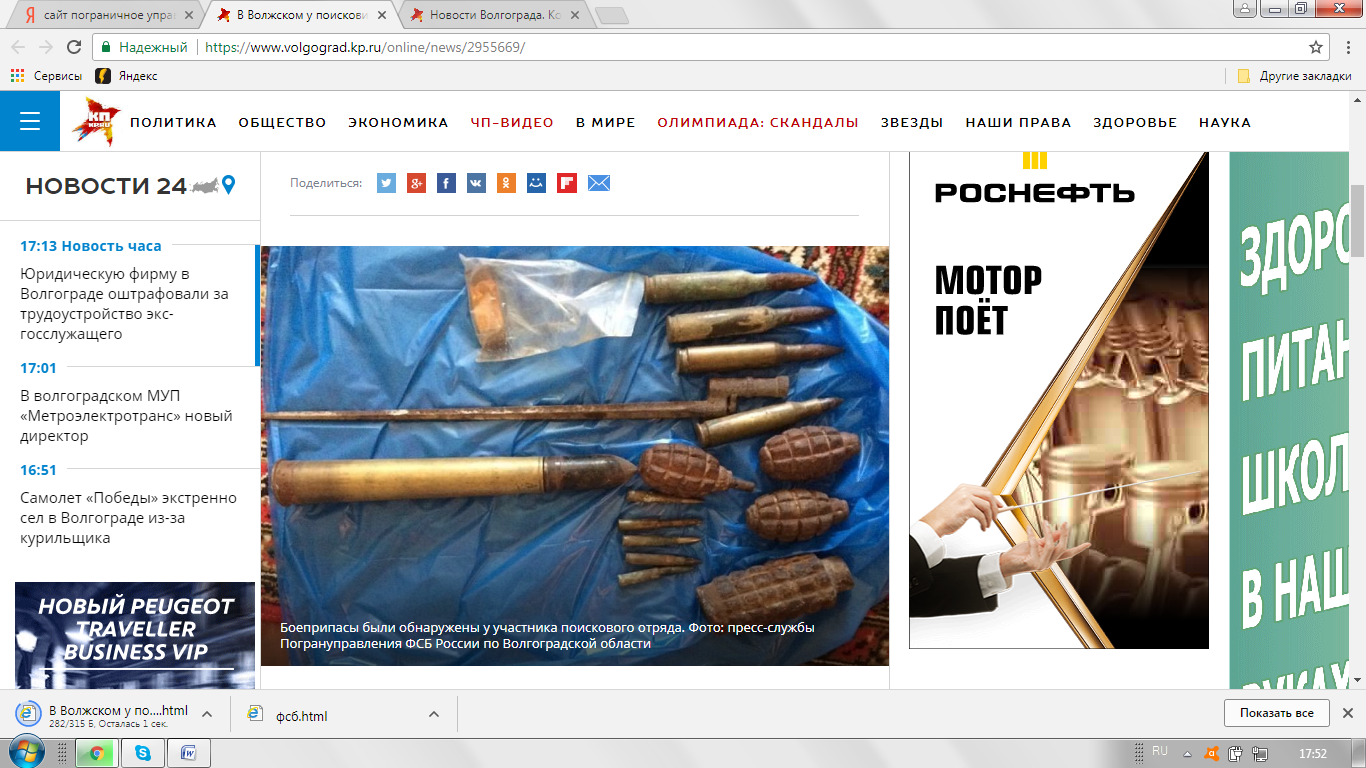 сайт пограничное упра
В Волжском у поискови
Новости Волгограда. Ко
Надежный
https://www.volgograd.kp.ru/online/news/2955669/
Сервисы
Яндекс
Другие закладки
КП
ПОЛИТИКА
ОБЩЕСТВО
ЭКОНОМИКА
ЧП-ВИДЕО
В МИРЕ
ОЛИМПИАДА: СКАНДАЛЫ
ЗВЕЗДЫ
НАШИ ПРАВА
ЗДОРОВЬЕ
НАУКА
НОВОСТИ 24
17:13 Новость часа
Юридическую фирму в
Волгограде оштрафовали за
трудоустройство экс-
госслужащего
17:01
В волгоградском МУП
«Метроэлектротранс» новый
директор
16:51
Самолет «Победы» экстренно
сел в Волгограде из-за
курильщика
НОВЫЙ PEUGEOT
TRAVELLER
BUSINESS VIP
Поделиться:
Боеприпасы были обнаружены у участника поискового отряда. Фото: пресс-службы
Погрануправления ФСБ России по Волгоградской области
РОСНЕФТЬ
МОТОР
ПОЁТ
ЗДОРО
ПИТАН
ШКОЛ
В НАШ
РУКАХ
В Волжском у по....html
282/315 Б, Осталась 1 сек.
фсб.html
Показать все
RU
17:52